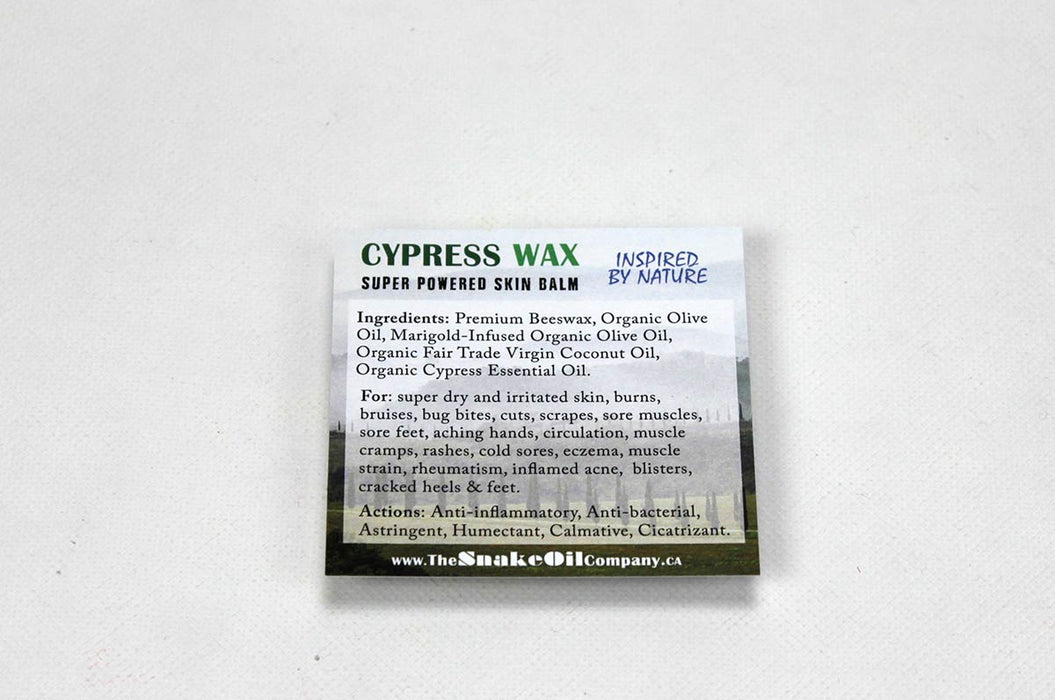 CYPRESS WAX
SUPER POWERED SKIN BALM
INSPIRED
BY NATURE
Ingredients: Premium Beeswax, Organic Olive
Oil, Marigold-Infused Organic Olive Oil,
Organic Fair Trade Virgin Coconut Oil,
Organic Cypress Essential Oil.
For: super dry and irritated skin, burns,
bruises, bug bites, cuts, scrapes, sore muscles,
sore feet, aching hands, circulation, muscle
cramps, rashes, cold sores, eczema, muscle
strain, rheumatism, inflamed acne, blisters,
cracked heels & feet.
Actions: Anti-inflammatory, Anti-bacterial,
Astringent, Humectant, Calmative, Cicatrizant.
www.TheSnakeOilCompany.ca